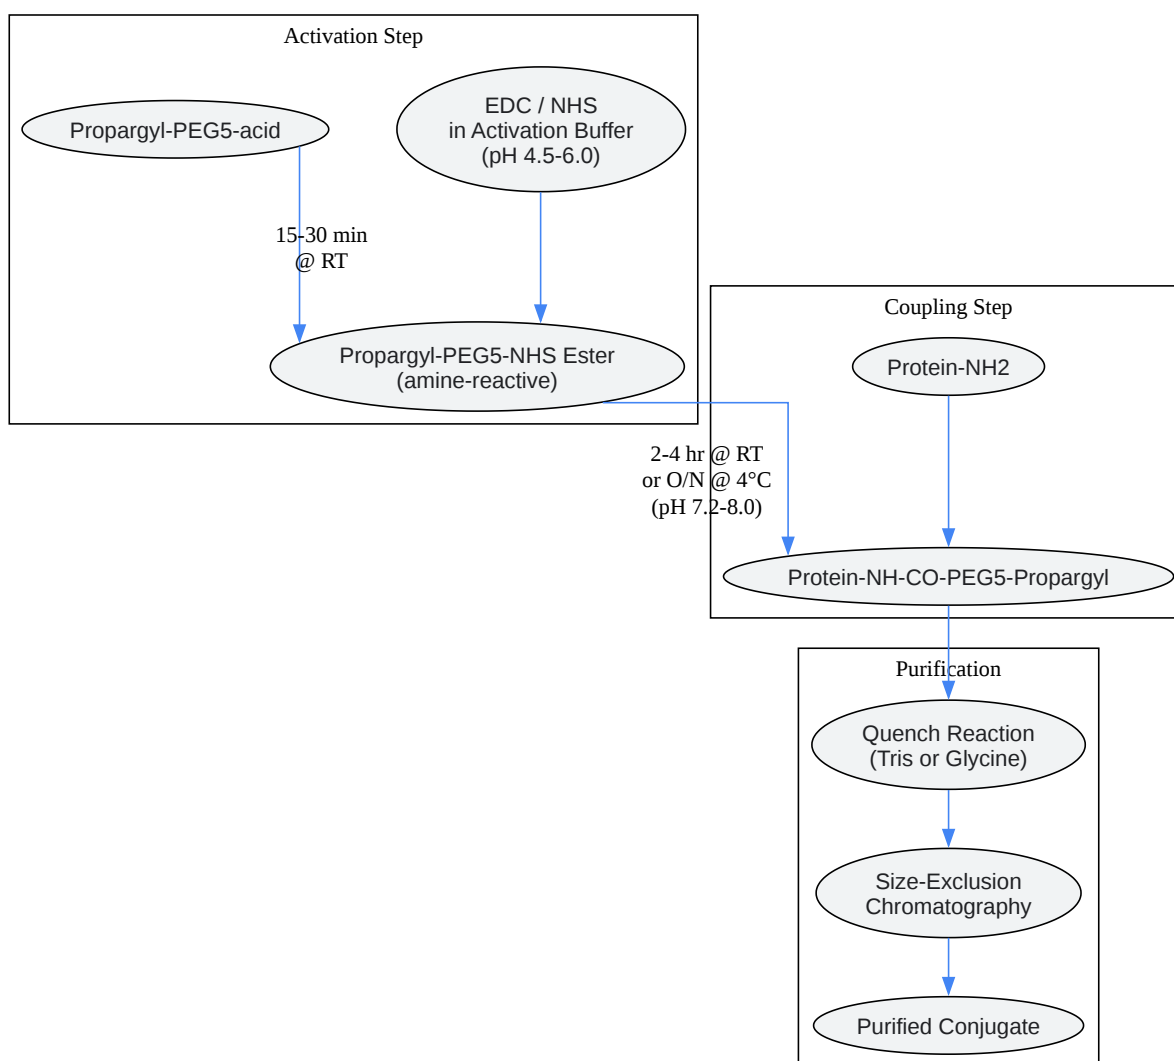 Activation Step
Propargyl-PEG5-acid
EDC / NHS
in Activation Buffer
(pH 4.5-6.0)
15-30 min
@ RT
Propargyl-PEG5-NHS Ester
(amine-reactive)
Coupling Step
Protein-NH2
2-4 hr @ RT
or O/N @ 4°C
(pH 7.2-8.0)
Protein-NH-CO-PEG5-Propargyl
Purification
Quench Reaction
(Tris or Glycine)
Size-Exclusion
Chromatography
Purified Conjugate